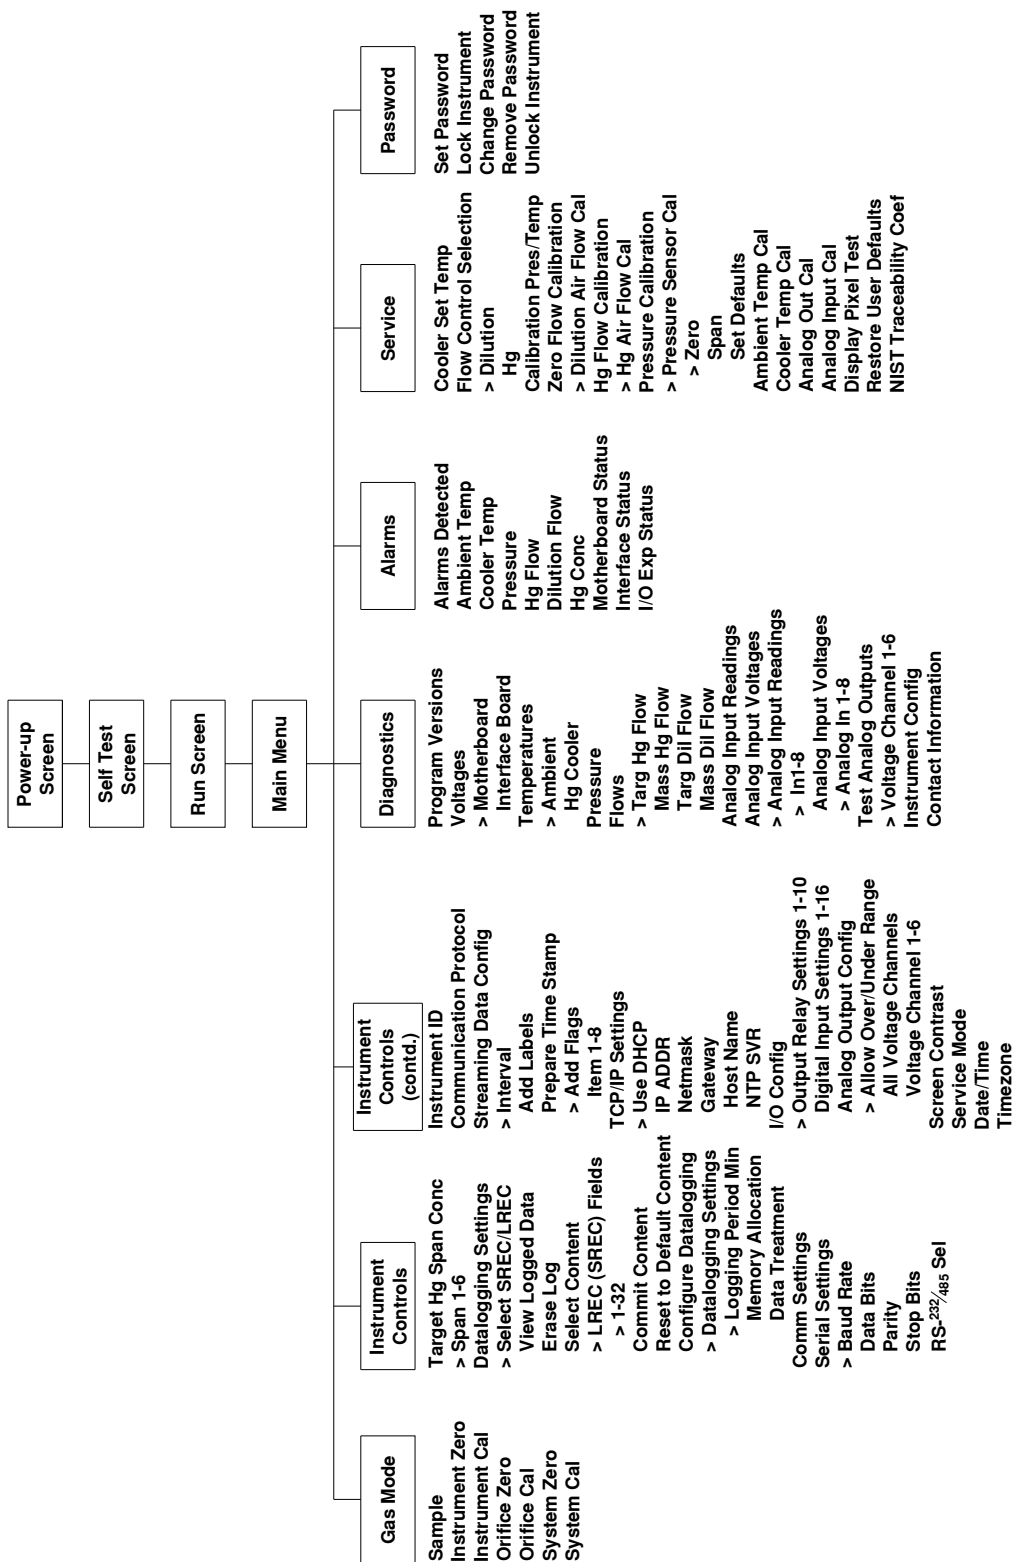 Power-up
Screen
Self Test
Screen
Run Screen
Main Menu
Gas Mode
Sample
Instrument Zero
Instrument Cal
Orifice Zero
Orifice Cal
System Zero
System Cal
Instrument
Controls
Target Hg Span Conc
> Span 1-6
Datalogging Settings
> Select SREC/LREC
View Logged Data
Erase Log
Select Content
> LREC (SREC) Fields
> 1-32
Commit Content
Reset to Default Content
Configure Datalogging
> Datalogging Settings
> Logging Period Min
Memory Allocation
Data Treatment
Comm Settings
Serial Settings
> Baud Rate
Data Bits
Parity
Stop Bits
RS-232/485 Sel
Instrument
Controls
(contd.)
Instrument ID
Communication Protocol
Streaming Data Config
> Interval
Add Labels
Prepare Time Stamp
> Add Flags
Item 1-8
TCP/IP Settings
> Use DHCP
IP ADDR
Netmask
Gateway
Host Name
NTP SVR
I/O Config
> Output Relay Settings 1-10
Digital Input Settings 1-16
Analog Output Config
> Allow Over/Under Range
All Voltage Channels
Voltage Channel 1-6
Screen Contrast
Service Mode
Date/Time
Timezone
Diagnostics
Program Versions
Voltages
> Motherboard
Interface Board
Temperatures
> Ambient
Hg Cooler
Pressure
Flows
> Targ Hg Flow
Mass Hg Flow
Targ Dil Flow
Mass Dil Flow
Analog Input Readings
Analog Input Voltages
> Analog Input Readings
> In1-8
Analog Input Voltages
> Analog In 1-8
Test Analog Outputs
> Voltage Channel 1-6
Instrument Config
Contact Information
Alarms
Alarms Detected
Ambient Temp
Cooler Temp
Pressure
Hg Flow
Dilution Flow
Hg Conc
Motherboard Status
Interface Status
I/O Exp Status
Service
Cooler Set Temp
Flow Control Selection
> Dilution
Hg
Calibration Pres/Temp
Zero Flow Calibration
> Dilution Air Flow Cal
Hg Flow Calibration
> Hg Air Flow Cal
Pressure Calibration
> Pressure Sensor Cal
> Zero
Span
Set Defaults
Ambient Temp Cal
Cooler Temp Cal
Analog Out Cal
Analog Input Cal
Display Pixel Test
Restore User Defaults
NIST Traceability Coef
Password
Set Password
Lock Instrument
Change Password
Remove Password
Unlock Instrument